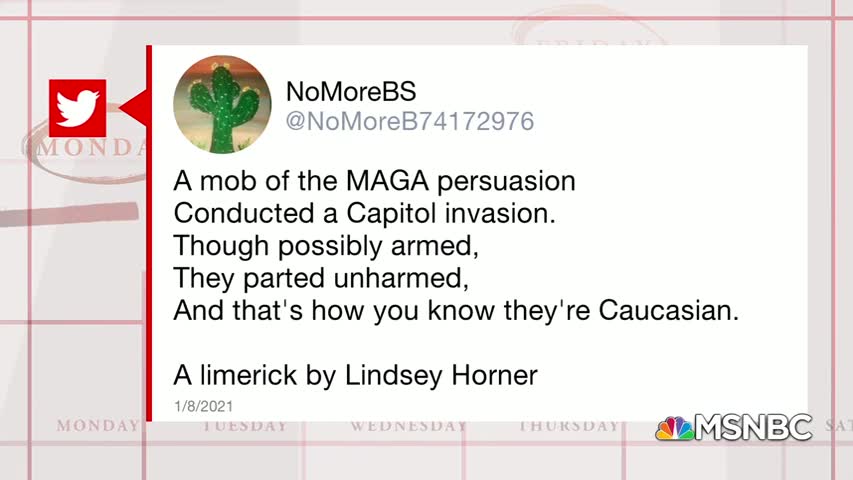 FRIDAY
MONDA
NoMoreBS
@NoMoreB74172976
A mob of the MAGA persuasion
Conducted a Capitol invasion.
Though possibly armed,
They parted unharmed,
And that's how you know they're Caucasian.
A limerick by Lindsey Horner
1/8/2021
MONDAY TUESDAY WEDNESDAY THURSDAY SAT
MSNBC